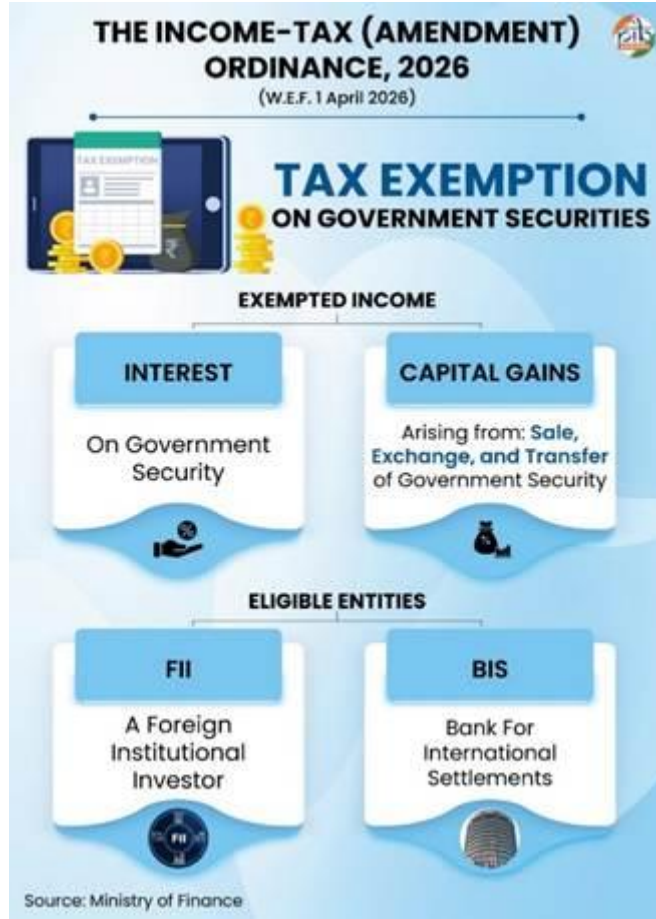 THE INCOME-TAX (AMENDMENT)
ORDINANCE, 2026
(W.E.F. 1 April 2026)
TAX EXEMPTION
TAX EXEMPTION
ON GOVERNMENT SECURITIES
EXEMPTED INCOME
INTEREST
On Government
Security
CAPITAL GAINS
Arising from: Sale,
Exchange, and Transfer
of Government Security
ELIGIBLE ENTITIES
FII
A Foreign
Institutional
Investor
FII
BIS
Bank For
International
Settlements
Source: Ministry of Finance